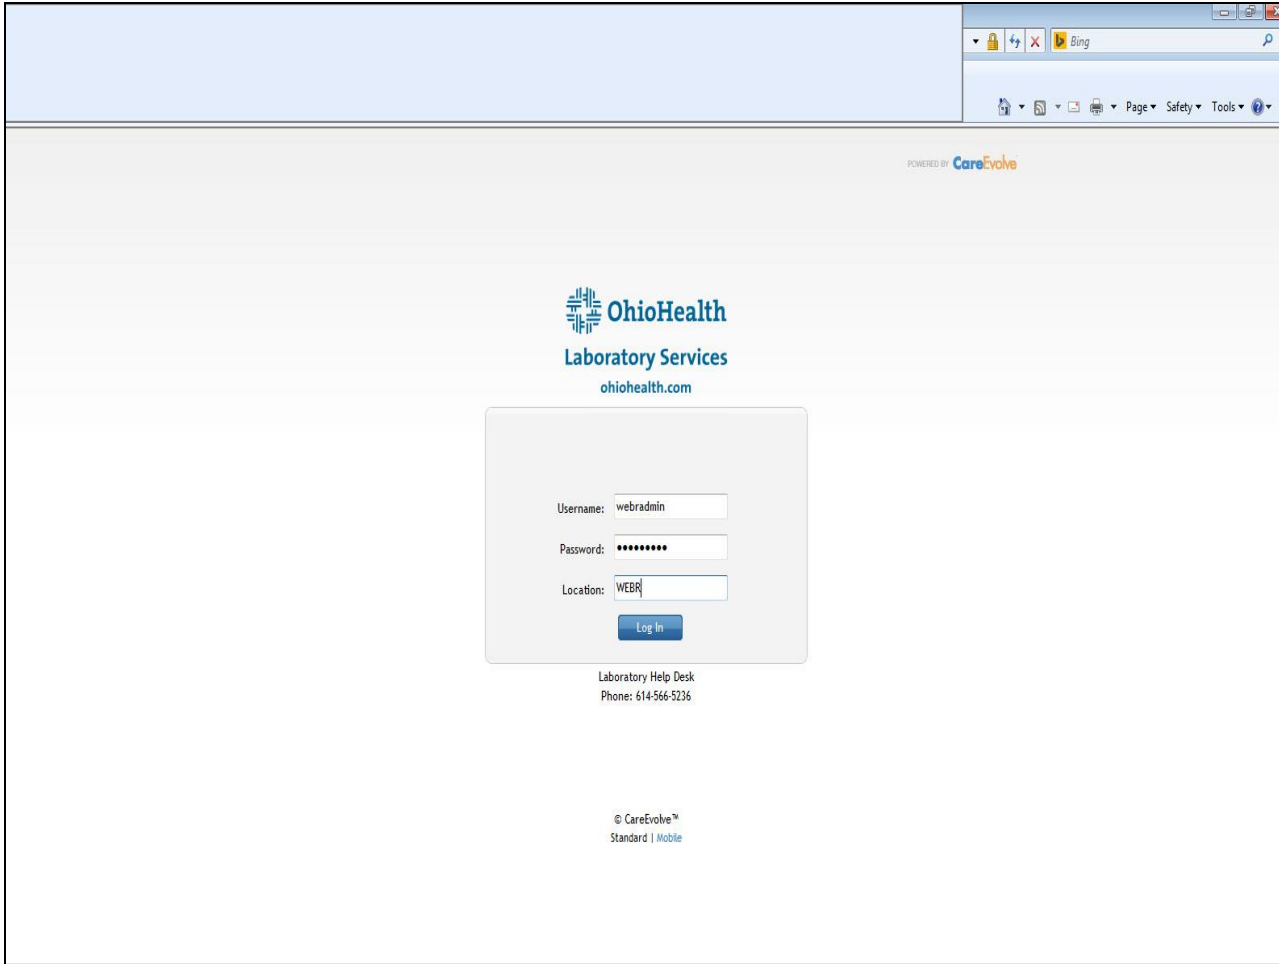 Bing
Page Safety Tools
POWERED BY CareEvolve
OhioHealth
Laboratory Services
ohiohealth.com
Username: webradmin
Password: •••••••••
Location: WEBR
Log In
Laboratory Help Desk
Phone: 614-566-5236
© CareEvolve™
Standard | Mobile